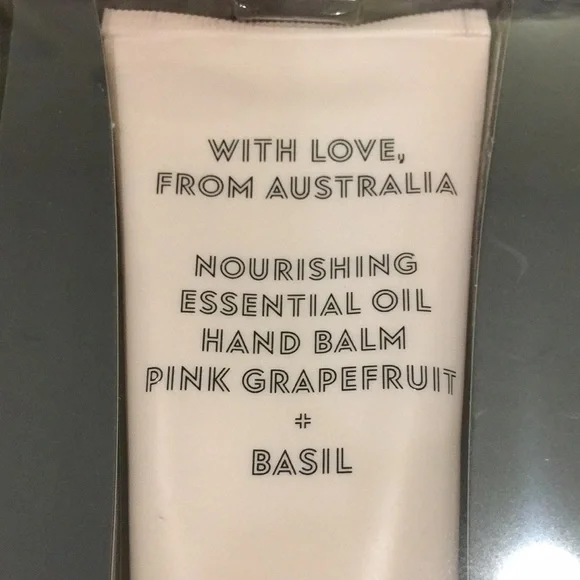 WITH LOVE,
FROM AUSTRALIA
NOURISHING
ESSENTIAL OIL
HAND BALM
PINK GRAPEFRUIT
+
BASIL